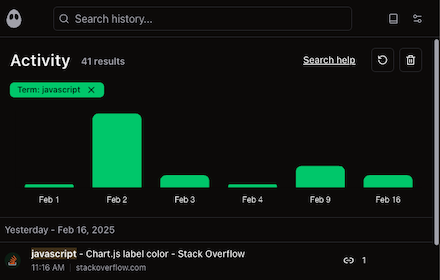 Search history...
Activity 41 results Search help
Term: javascript
Feb 1 Feb 2 Feb 3 Feb 4 Feb 9 Feb 16
Yesterday - Feb 16, 2025
javascript - Chart.js label color - Stack Overflow
1
11:16 AM | stackoverflow.com